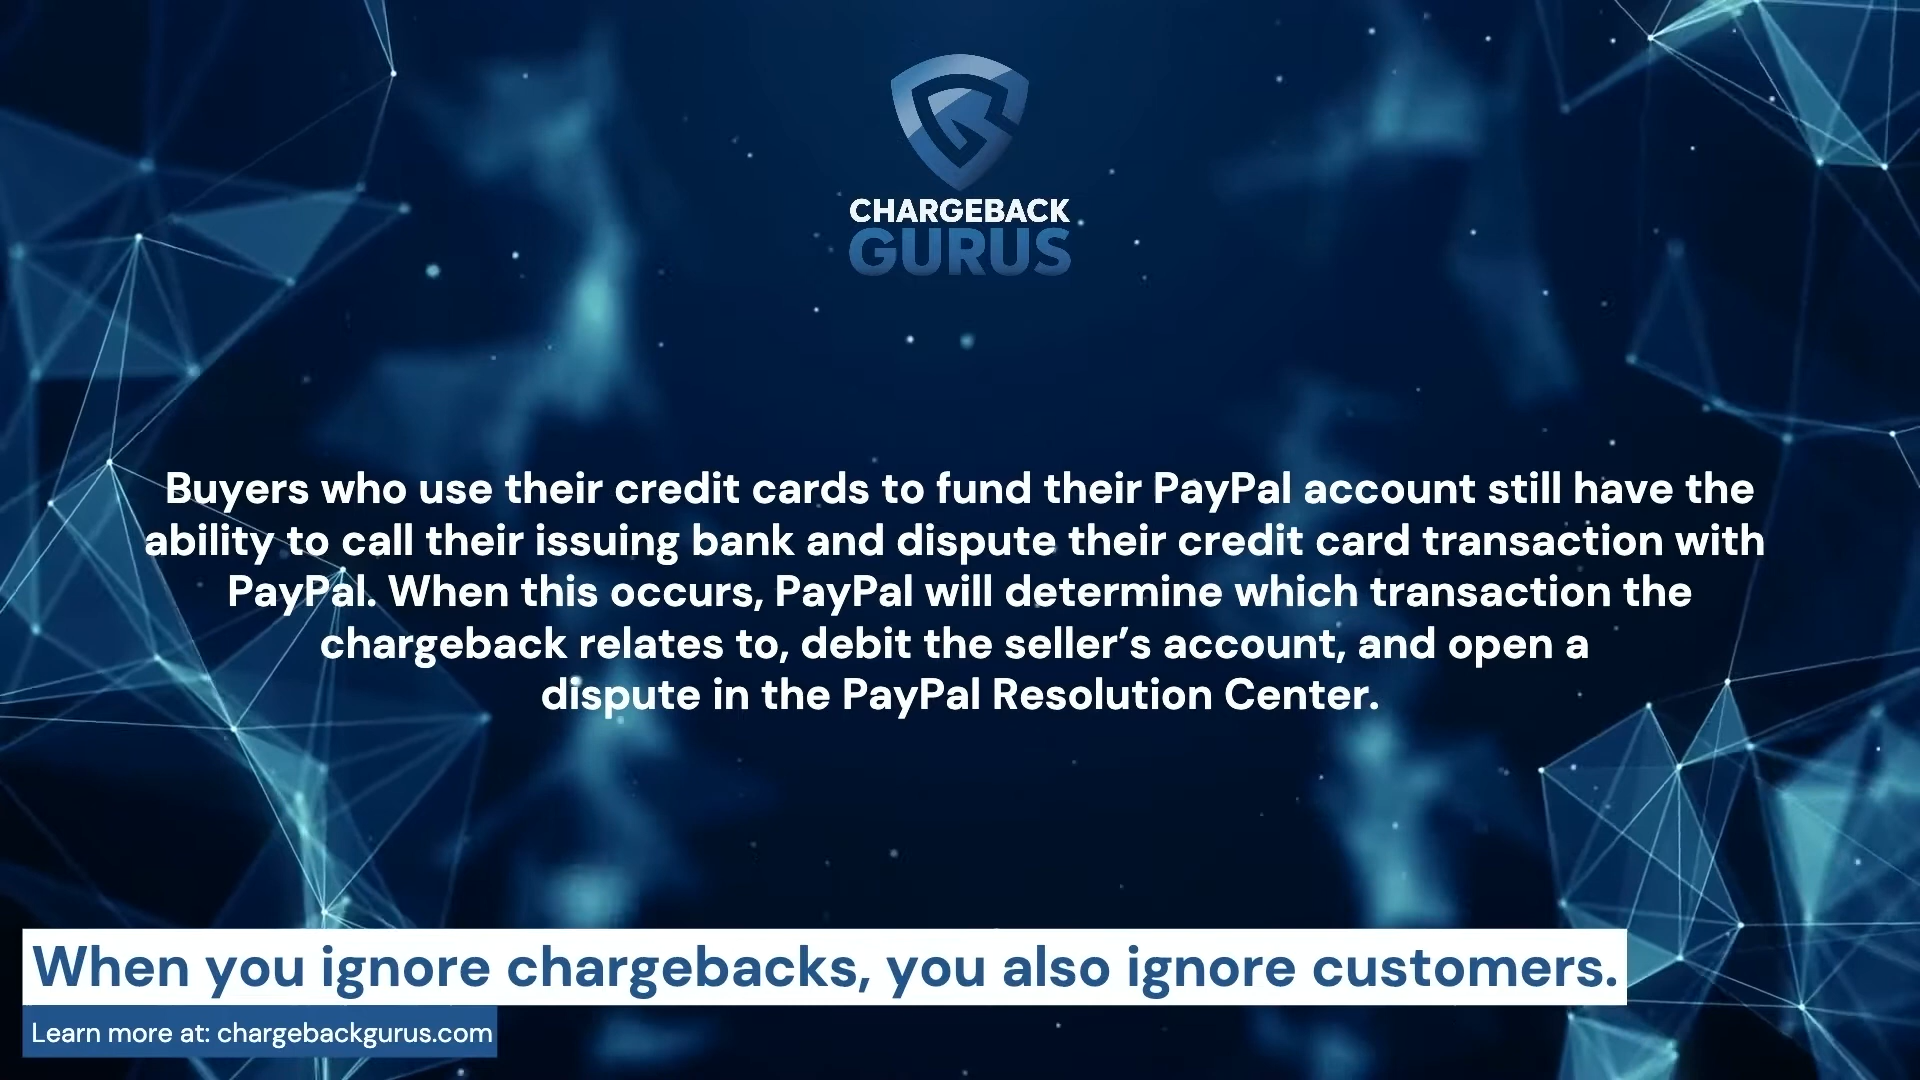 CHARGEBACK
GURUS
Buyers who use their credit cards to fund their PayPal account still have the
ability to call their issuing bank and dispute their credit card transaction with
PayPal. When this occurs, PayPal will determine which transaction the
chargeback relates to, debit the seller’s account, and open a
dispute in the PayPal Resolution Center.
When you ignore chargebacks, you also ignore customers.
Learn more at: chargebackgurus.com